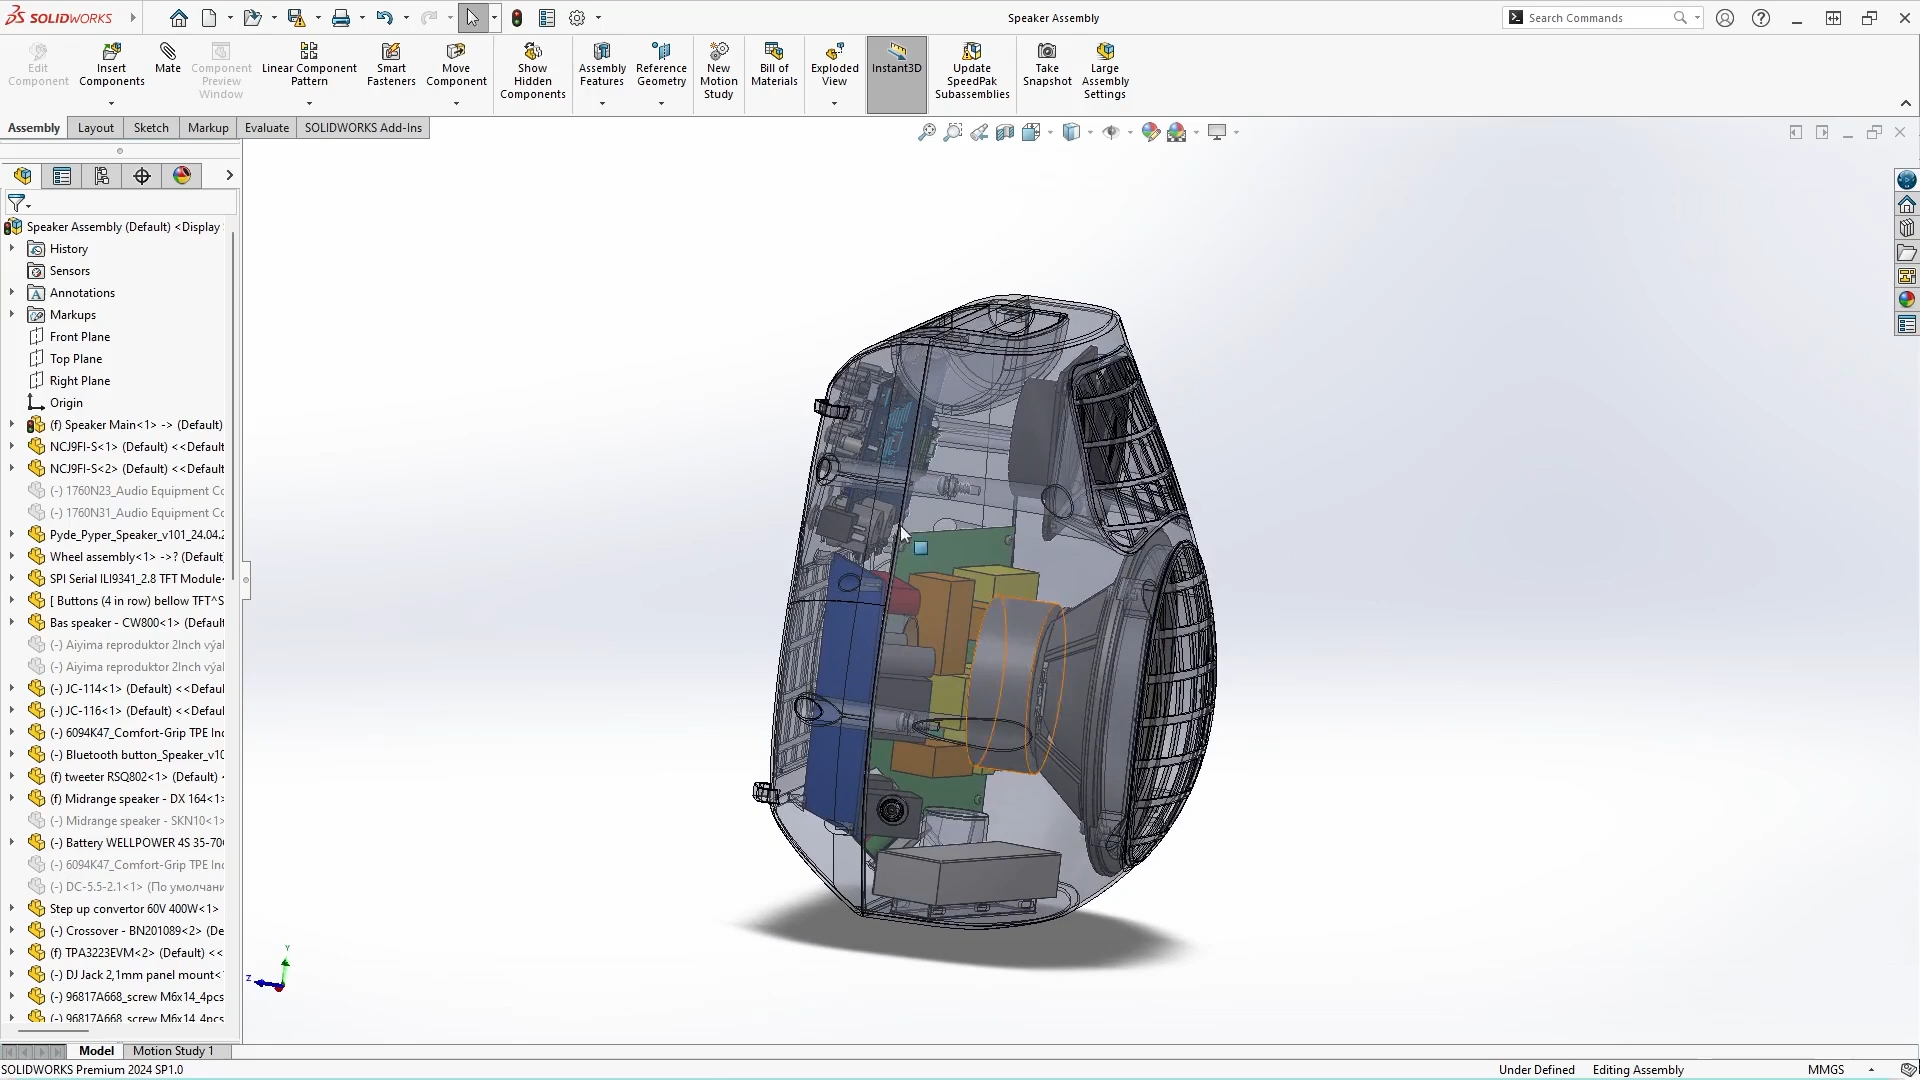 SOLIDWORKS
Speaker Assembly
Search Commands
Edit Component
Insert Components
Mate
Component Preview Window
Linear Component Pattern
Smart Fasteners
Move Component
Show Hidden Components
Assembly Features
Reference Geometry
New Motion Study
Bill of Materials
Exploded View
Instant3D
Update SpeedPak Subassemblies
Take Snapshot
Large Assembly Settings
Assembly
Layout
Sketch
Markup
Evaluate
SOLIDWORKS Add-Ins
Speaker Assembly (Default) <Display
History
Sensors
Annotations
Markups
Front Plane
Top Plane
Right Plane
Origin
(f) Speaker Main<1> -> (Default)
NCJ9FI-S<1> (Default) <<Default
NCJ9FI-S<2> (Default) <<Default
(-) 1760N23_Audio Equipment Cc
(-) 1760N31_Audio Equipment Cc
Pyde_Pyper_Speaker_v101_24.04.2
Wheel assembly<1> ->? (Default
SPI Serial ILI9341_2.8 TFT Module
[ Buttons (4 in row) bellow TFT^S
Bas speaker - CW800<1> (Default
(-) Aiyima reproduktor 2Inch výal
(-) Aiyima reproduktor 2Inch výal
(-) JC-114<1> (Default) <<Defaul
(-) JC-116<1> (Default) <<Defaul
(-) 6094K47_Comfort-Grip TPE Inc
(-) Bluetooth button_Speaker_v10
(f) tweeter RSQ802<1> (Default)
(f) Midrange speaker - DX 164<1>
(-) Midrange speaker - SKN10<1>
(-) Battery WELLPOWER 4S 35-70
(-) 6094K47_Comfort-Grip TPE Inc
(-) DC-5.5-2.1<1> (По умолчани
Step up convertor 60V 400W<1>
(-) Crossover - BN201089<2> (De
(f) TPA3223EVM<2> (Default) <<
(-) DJ Jack 2,1mm panel mount<
(-) 96817A668_screw M6x14_4pcs
(-) 96817A668_screw M6x14_4pcs
Y
Z
Model
Motion Study 1
SOLIDWORKS Premium 2024 SP1.0
Under Defined
Editing Assembly
MMGS